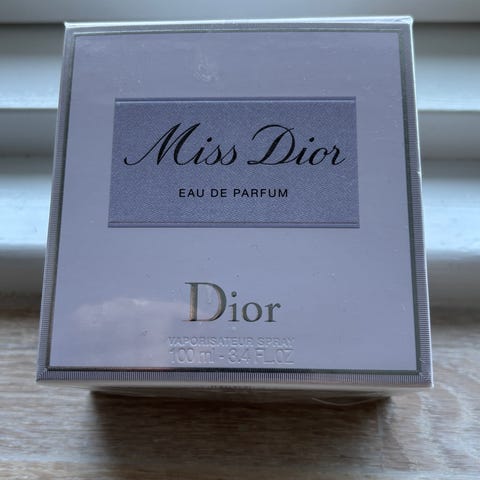 Miss Dior
EAU DE PARFUM
Dior
VAPORISATEUR SPRAY
100 ml - 3.4 FL.OZ